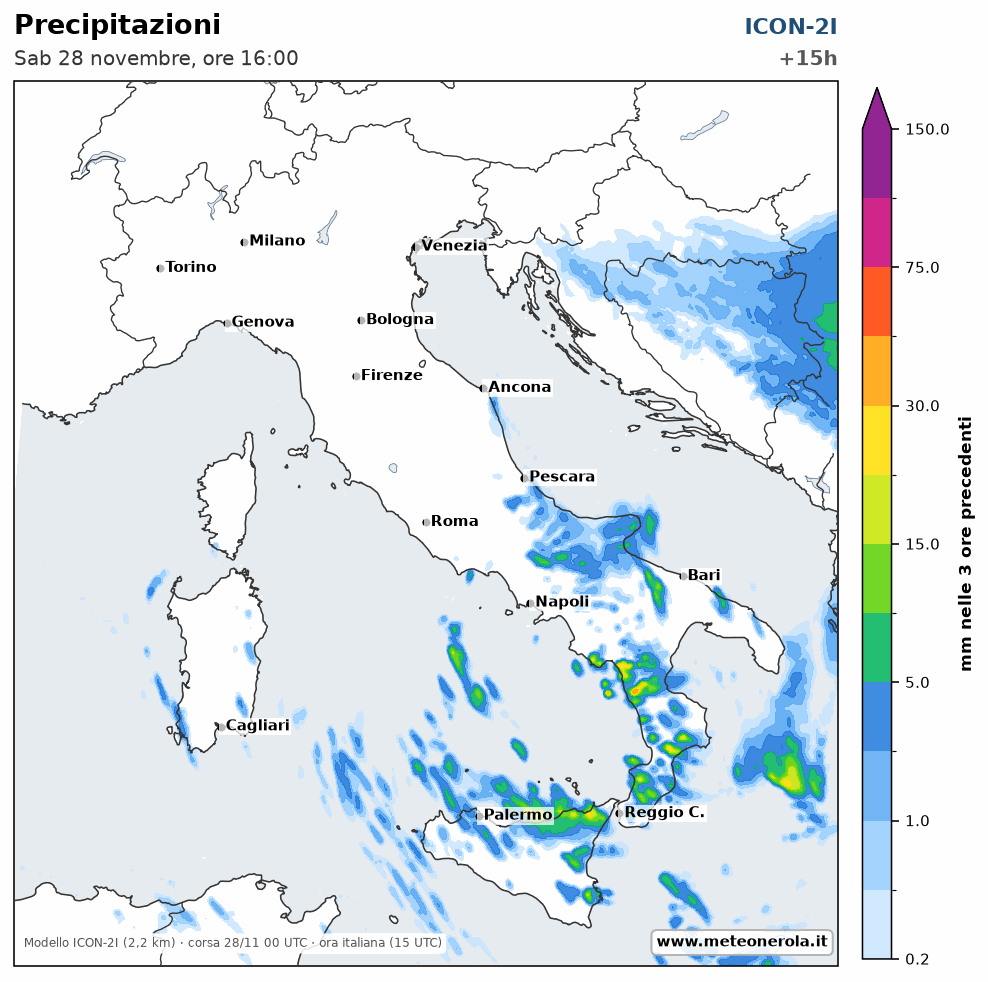 Precipitazioni
ICON-2I
Sab 28 novembre, ore 16:00
+15h
150.0
75.0
30.0
15.0
5.0
1.0
0.2
mm nelle 3 ore precedenti
Milano
Venezia
Torino
Genova
Bologna
Firenze
Ancona
Pescara
Roma
Bari
Napoli
Cagliari
Palermo
Reggio C.
Modello ICON-2I (2,2 km) · corsa 28/11 00 UTC · ora italiana (15 UTC)
www.meteonerola.it